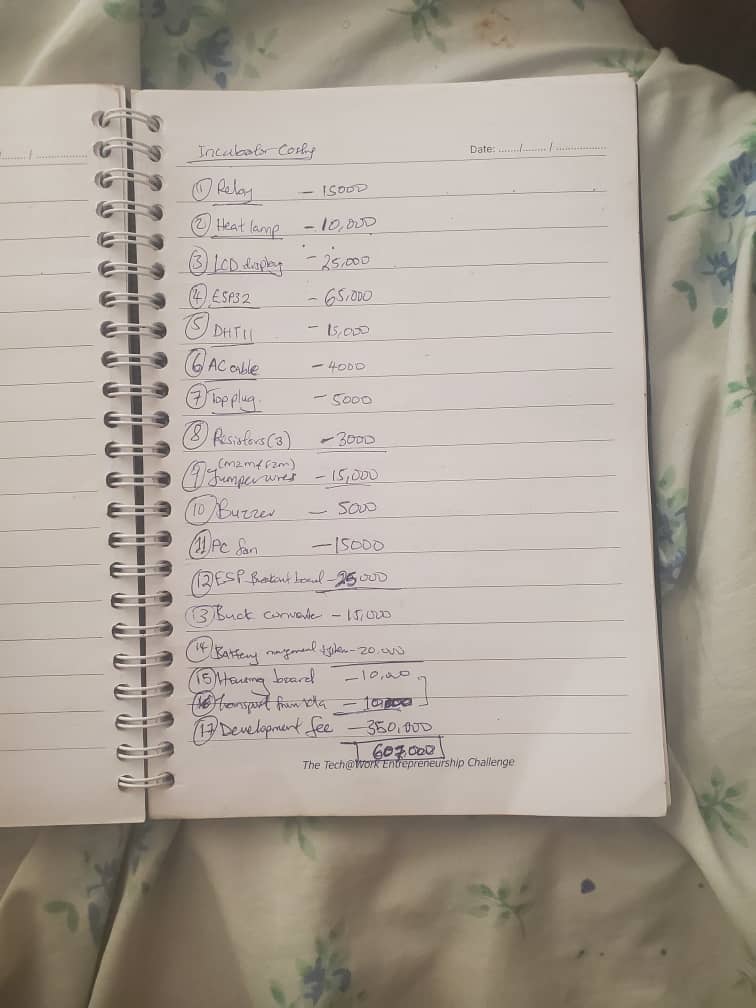 ....../ ...............
Incubator Costing
Date: ......./......../ ................
① Relay - 15000
② Heat lamp - 10,000
③ LCD display - 25,000
④ ESP32 - 65,000
⑤ DHT11 - 15,000
⑥ AC cable - 4000
⑦ Top plug. - 5000
⑧ Resistors (3) - 3000
(m2m & f2m)
⑨ Jumper wires - 15,000
⑩ Buzzer - 5000
⑪ PC fan - 15000
⑫ ESP Breakout board - 25000
⑬ Buck converter - 15,000
⑭ Battery management system - 20,000
⑮ Housing board - 10,000
⑯ transport from - 10,000
⑰ Development fee - 350,000
607,000
The Tech@Work Entrepreneurship Challenge